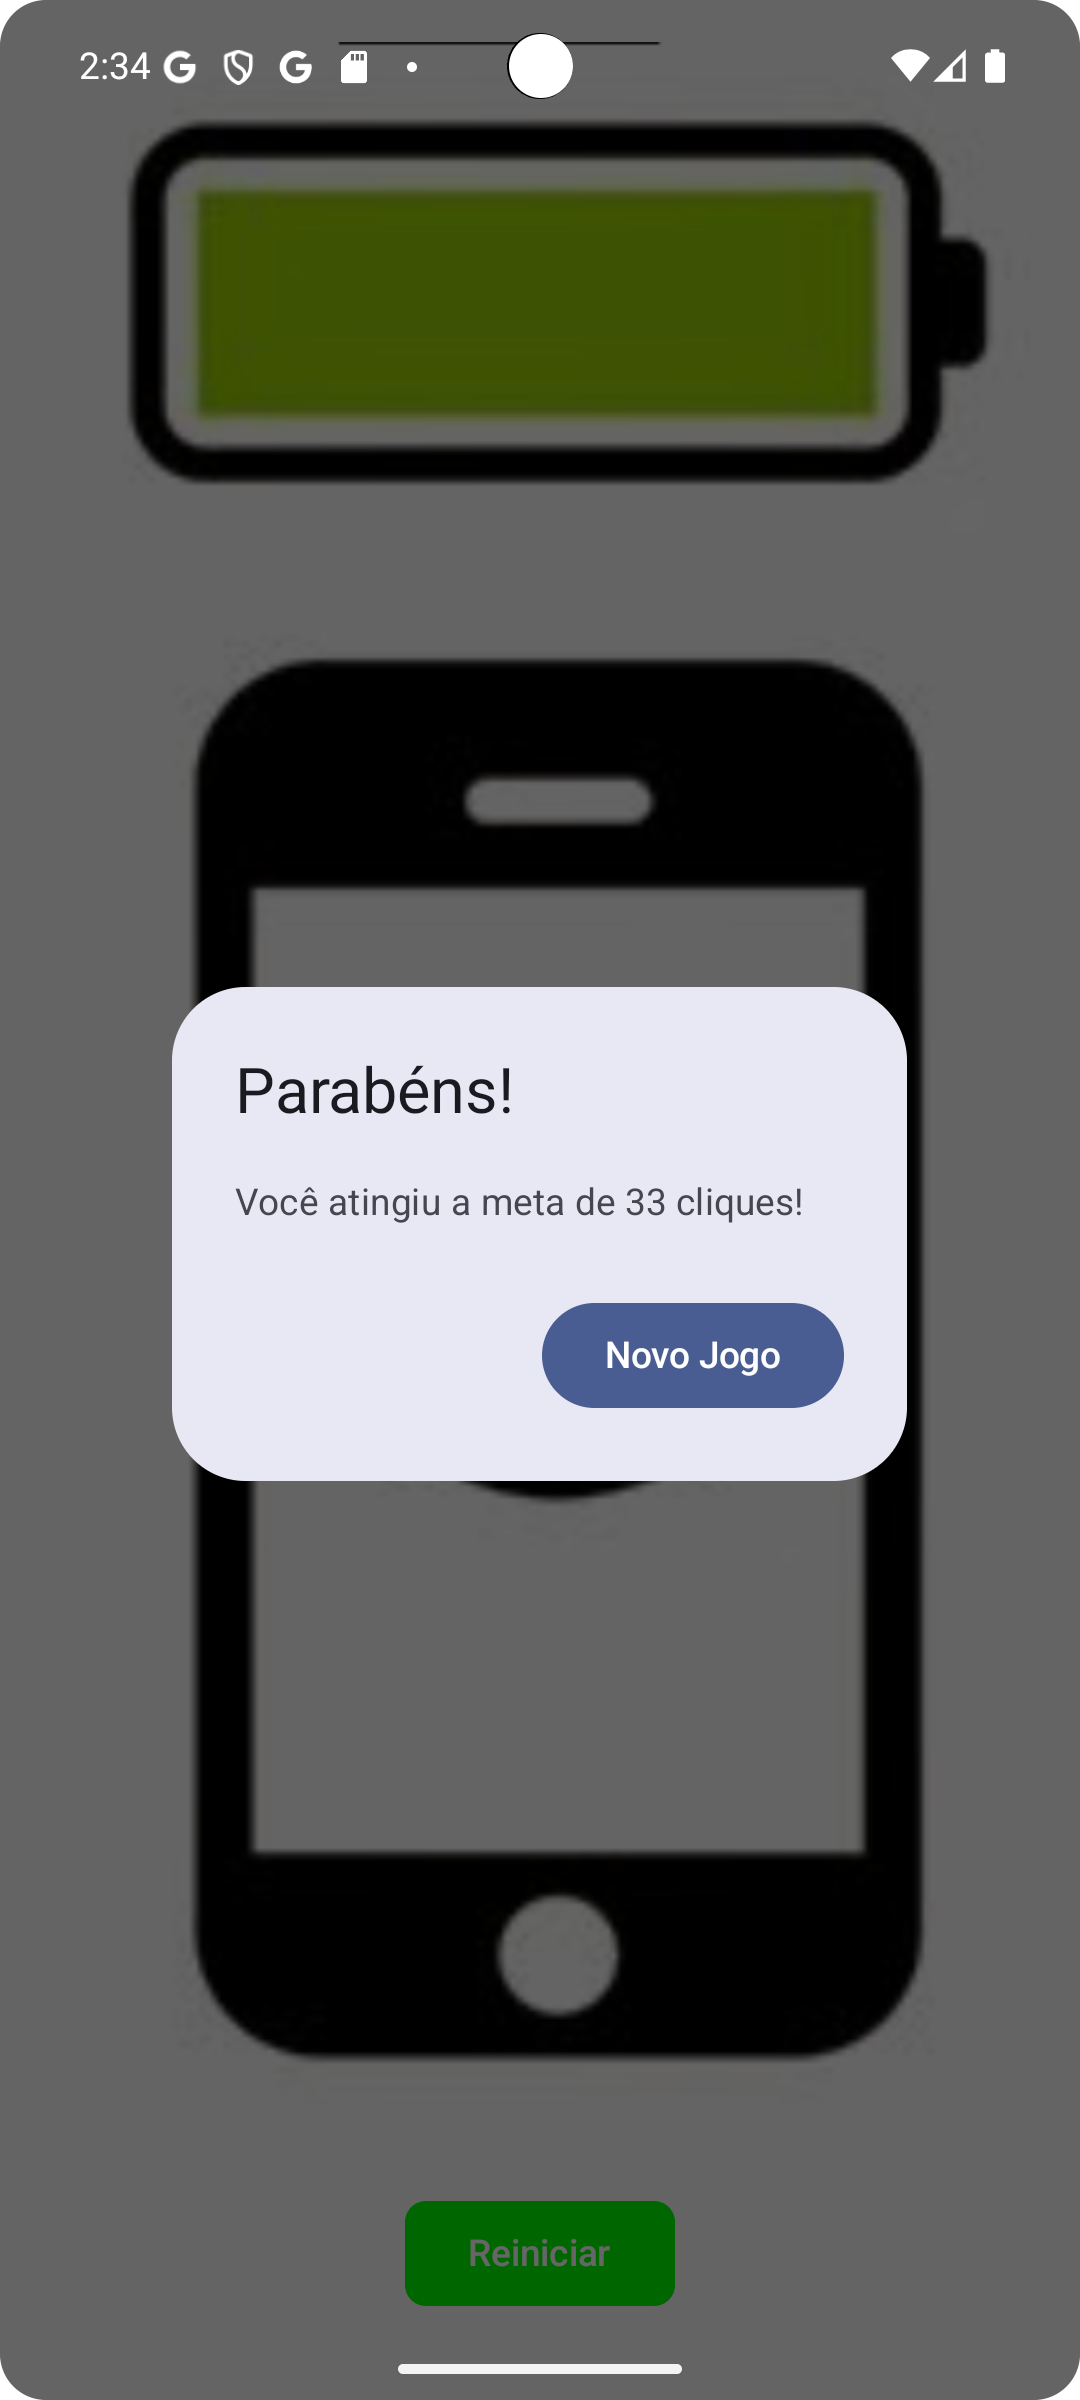 2:34
Parabéns!
Você atingiu a meta de 33 cliques!
Novo Jogo
Reiniciar